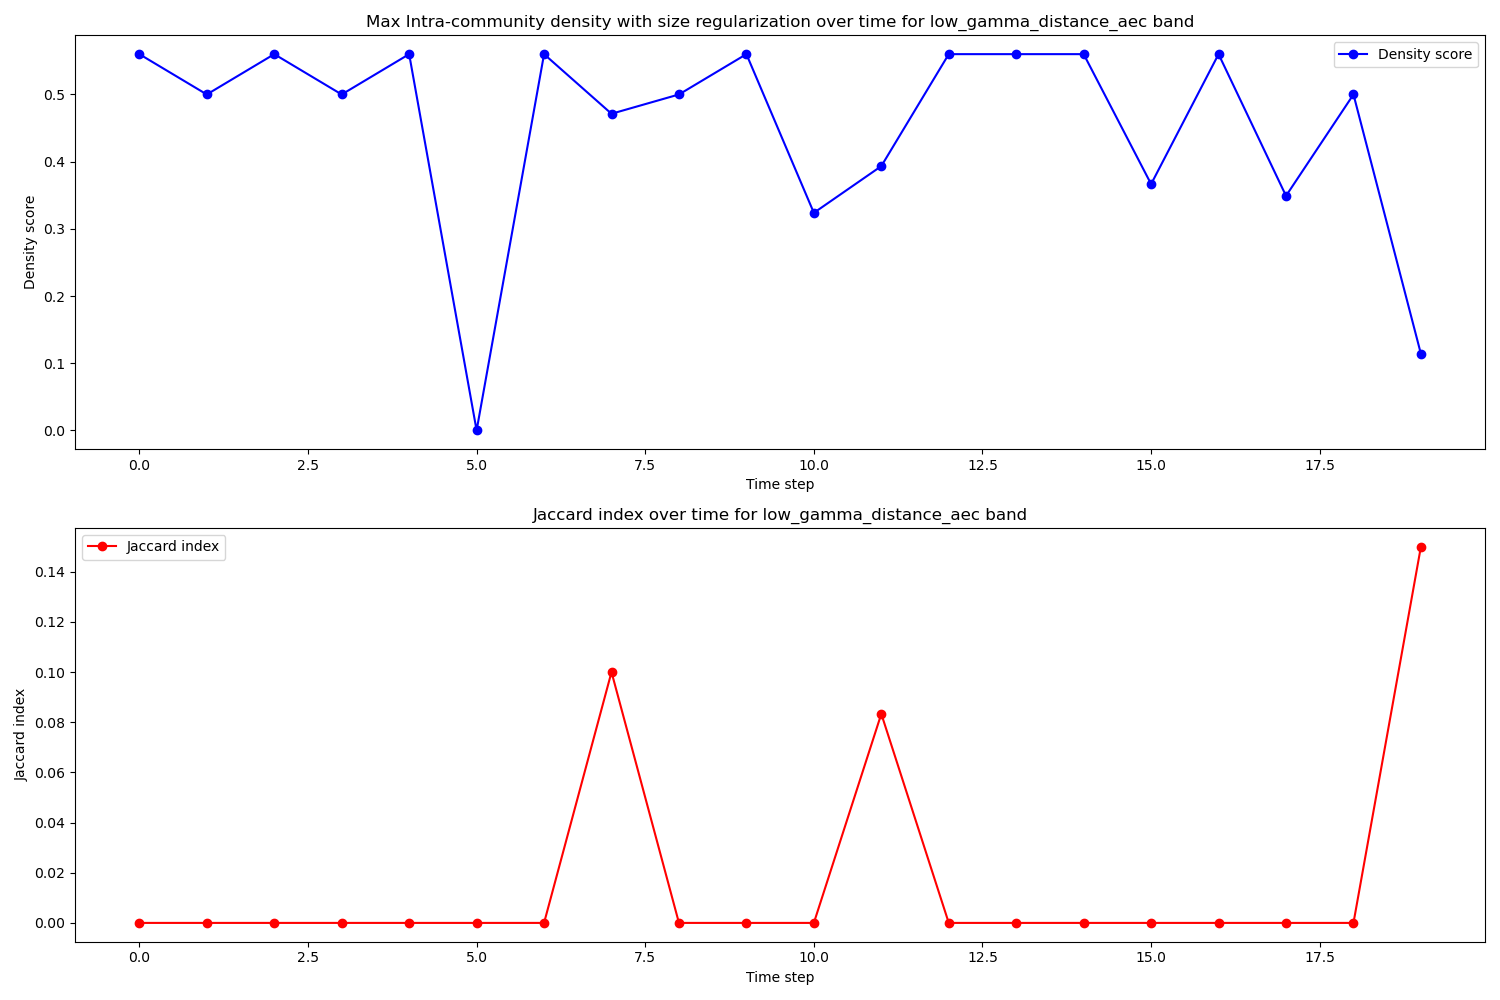 Max Intra-community density with size regularization over time for low_gamma_distance_aec band
Density score
Density score
0.5
0.4
0.3
0.2
0.1
0.0
0.0 2.5 5.0 7.5 10.0 12.5 15.0 17.5
Time step
Jaccard index over time for low_gamma_distance_aec band
Jaccard index
Jaccard index
0.14
0.12
0.10
0.08
0.06
0.04
0.02
0.00
0.0 2.5 5.0 7.5 10.0 12.5 15.0 17.5
Time step